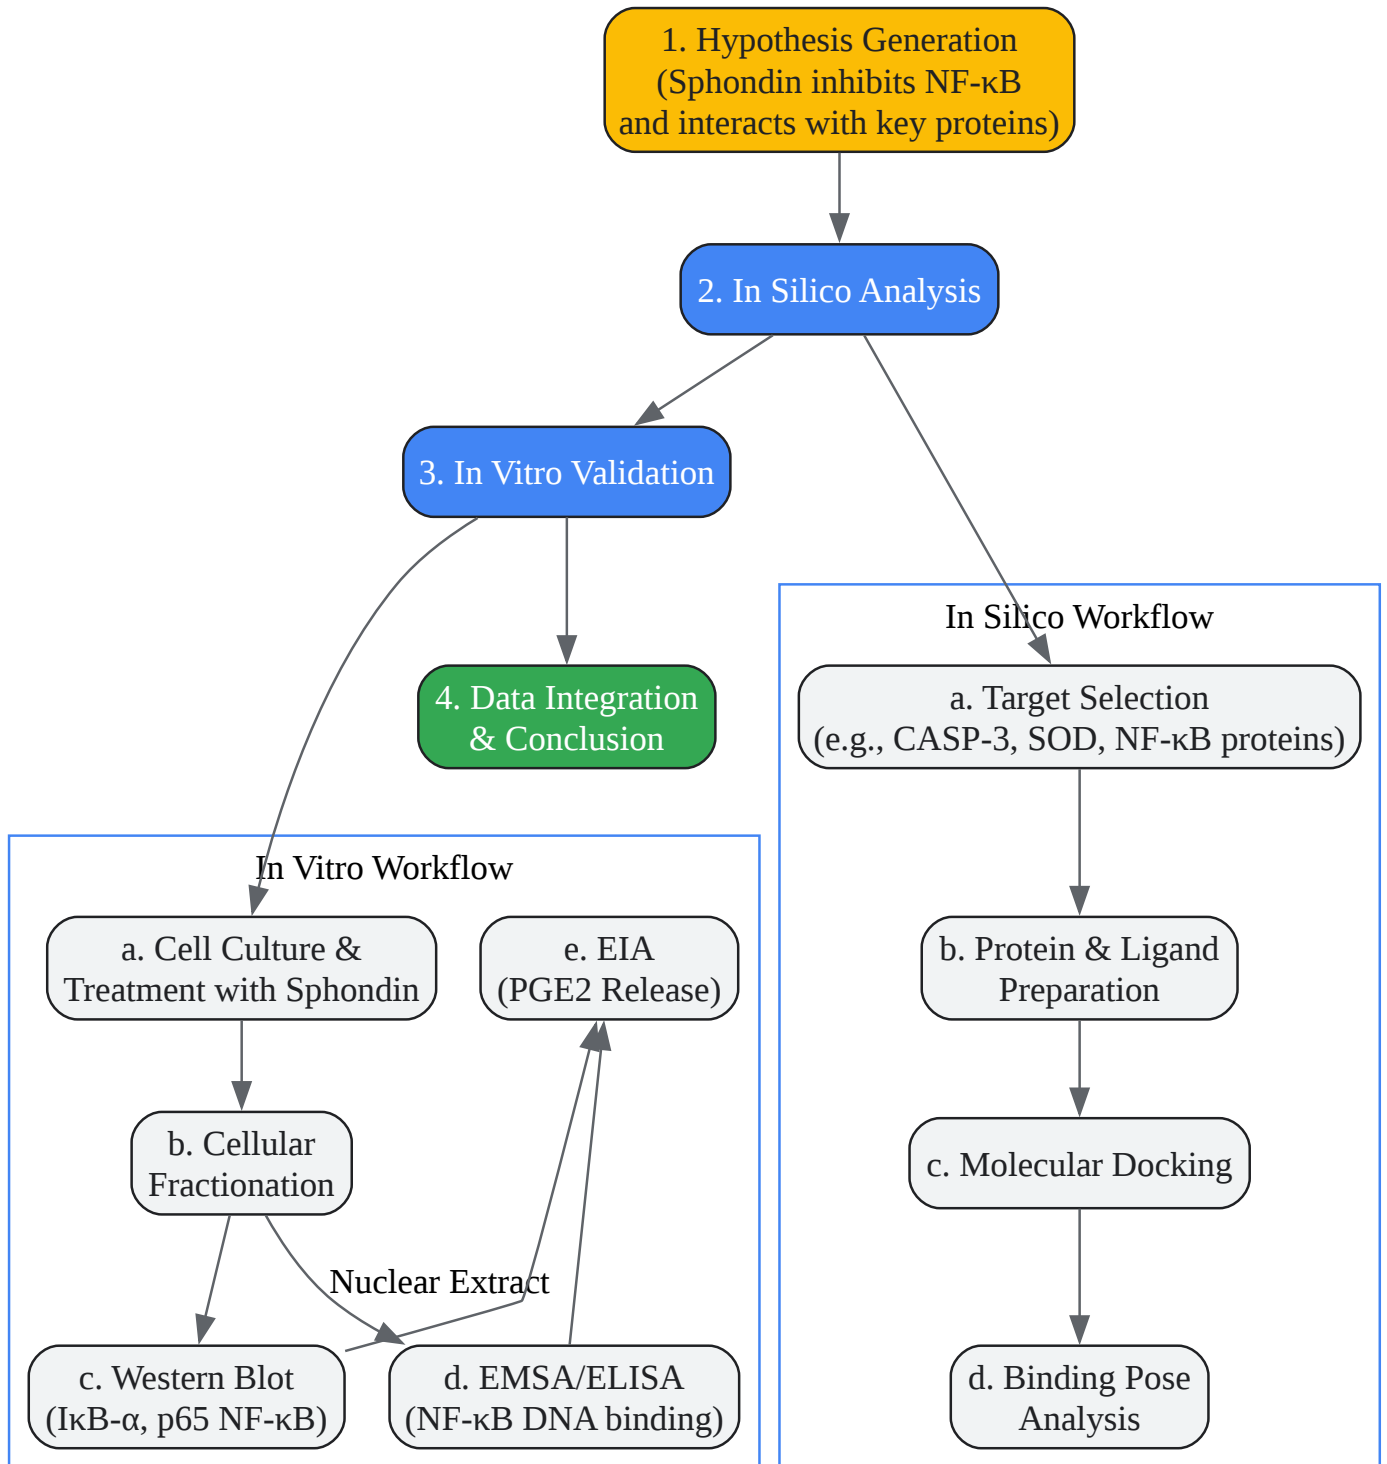 1. Hypothesis Generation
(Sphondin inhibits NF-κB
and interacts with key proteins)
2. In Silico Analysis
3. In Vitro Validation
4. Data Integration
& Conclusion
In Silico Workflow
a. Target Selection
(e.g., CASP-3, SOD, NF-κB proteins)
b. Protein & Ligand
Preparation
c. Molecular Docking
d. Binding Pose
Analysis
In Vitro Workflow
a. Cell Culture &
Treatment with Sphondin
e. EIA
(PGE2 Release)
b. Cellular
Fractionation
Nuclear Extract
c. Western Blot
(IκB-α, p65 NF-κB)
d. EMSA/ELISA
(NF-κB DNA binding)